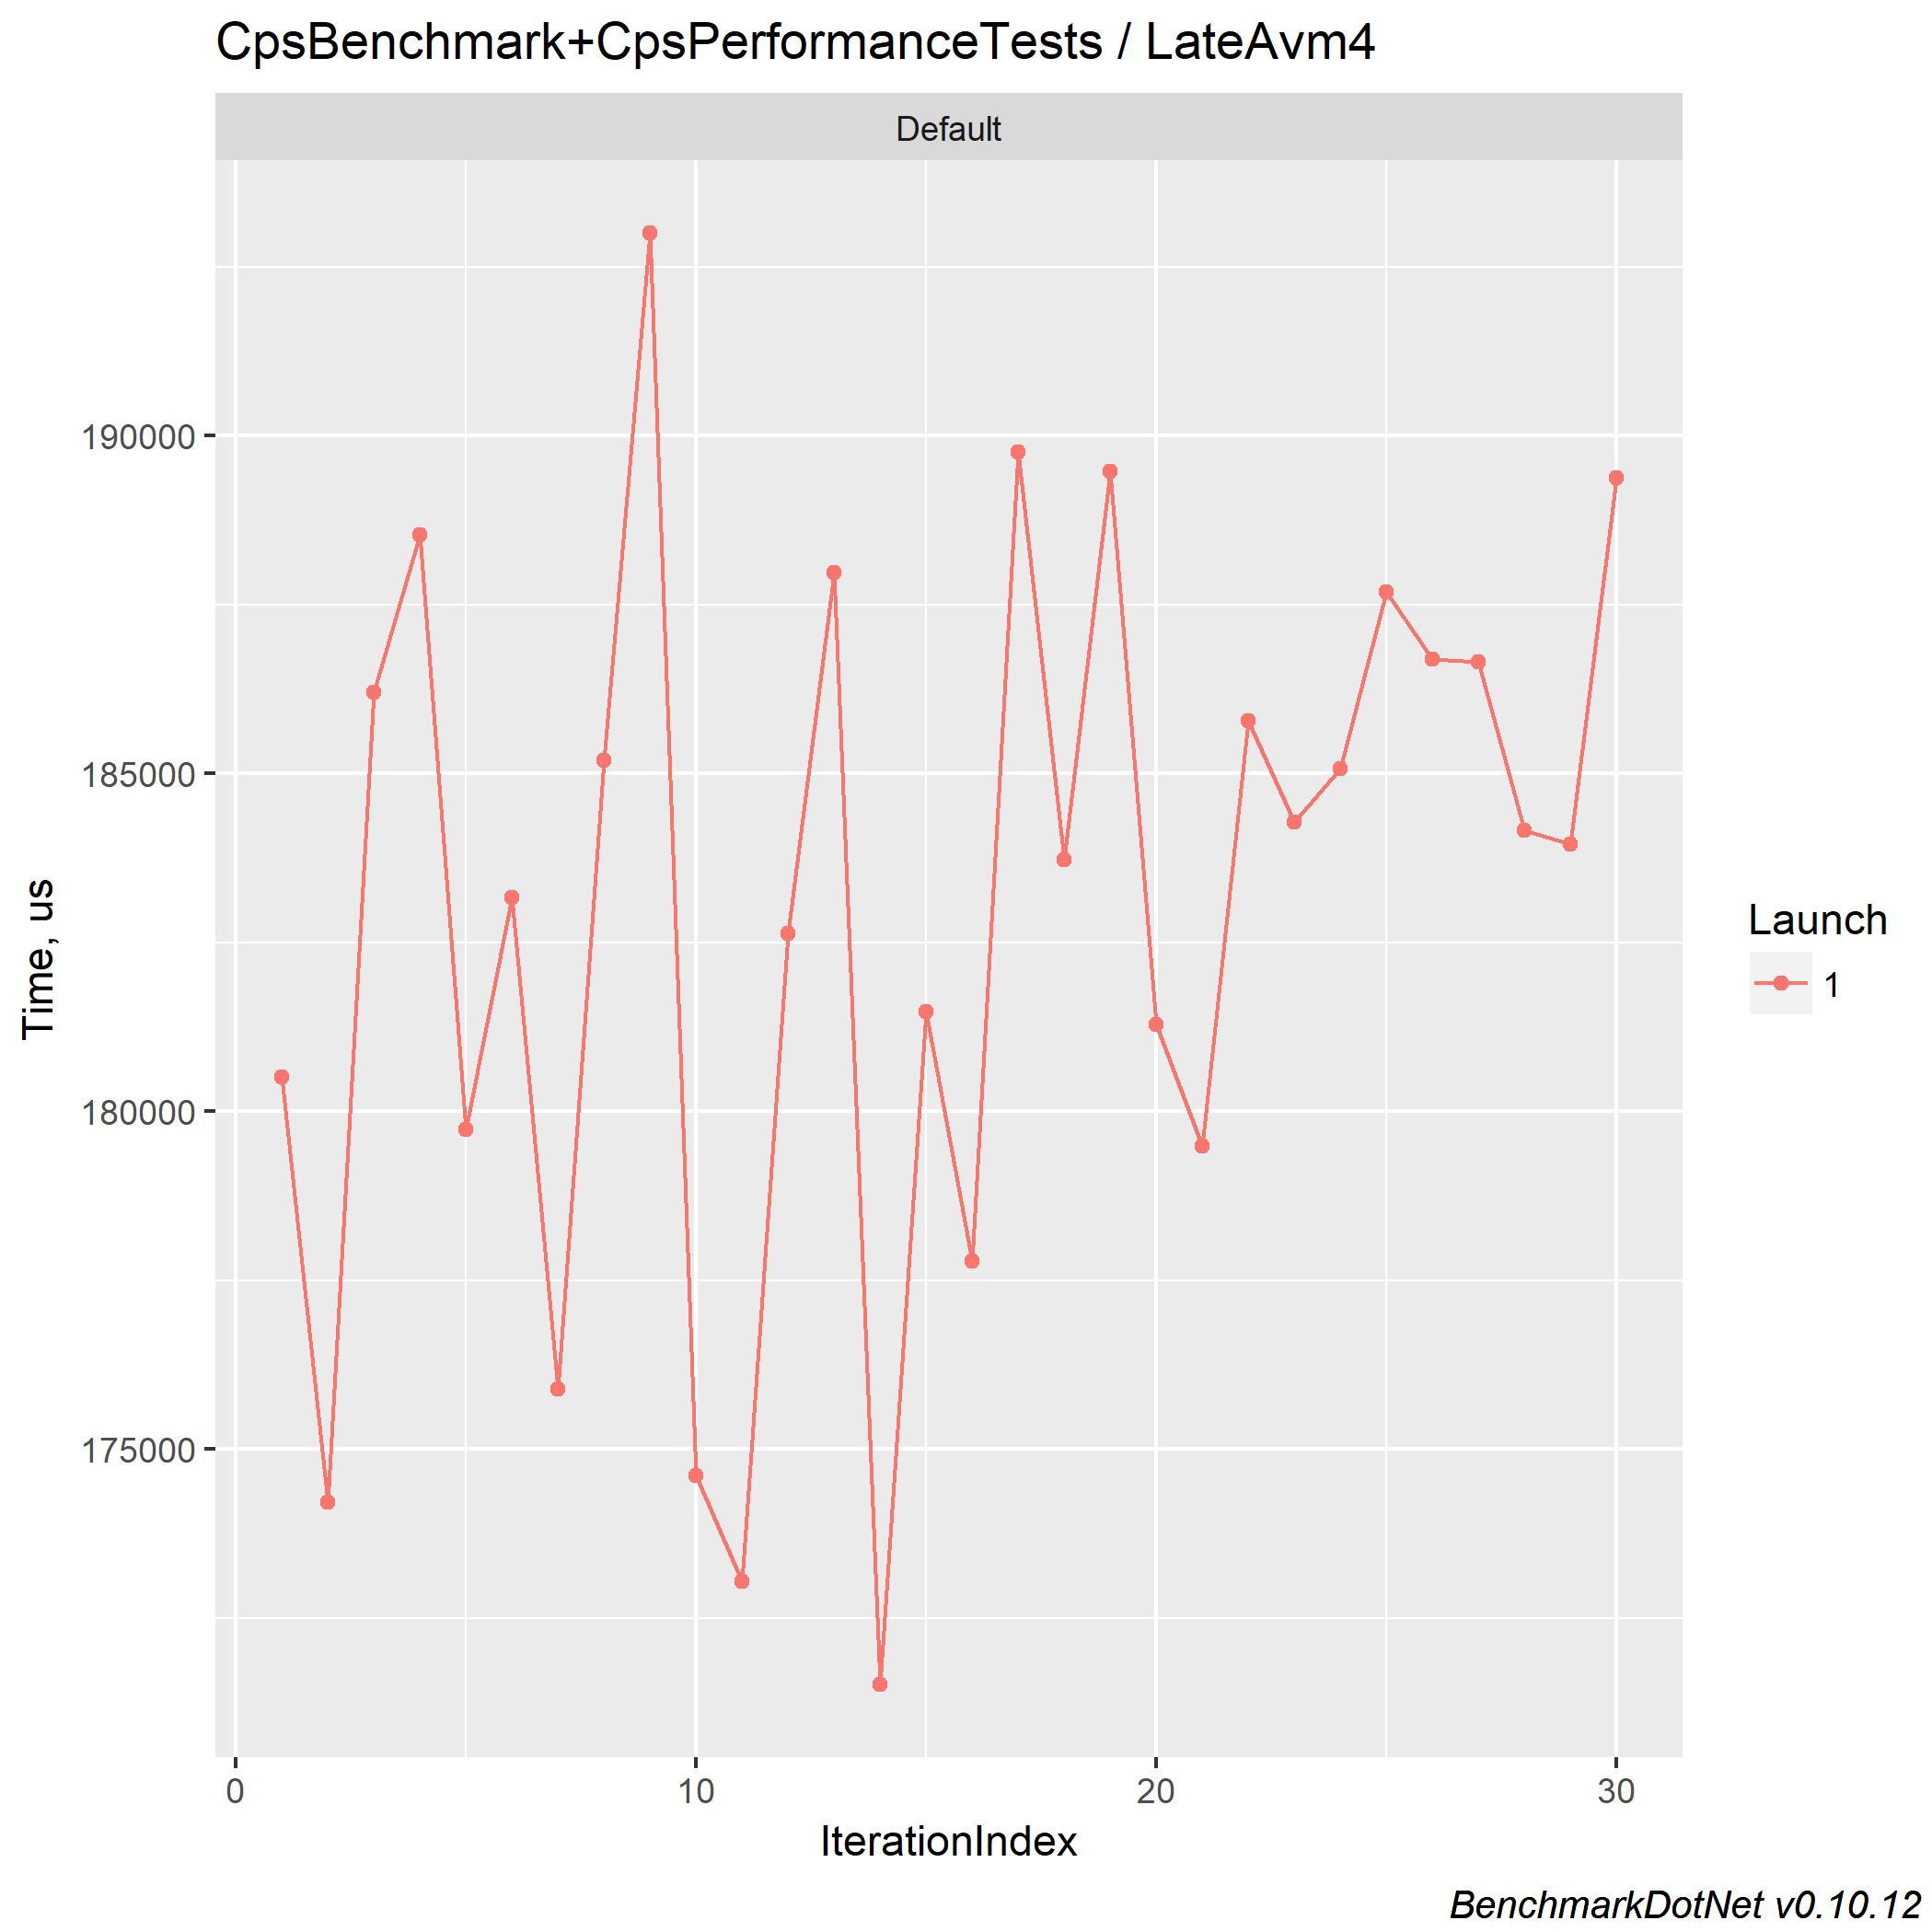 CpsBenchmark+CpsPerformanceTests / LateAvm4
Default
190000
185000
180000
175000
Time, us
0 10 20 30
IterationIndex
Launch
1
BenchmarkDotNet v0.10.12